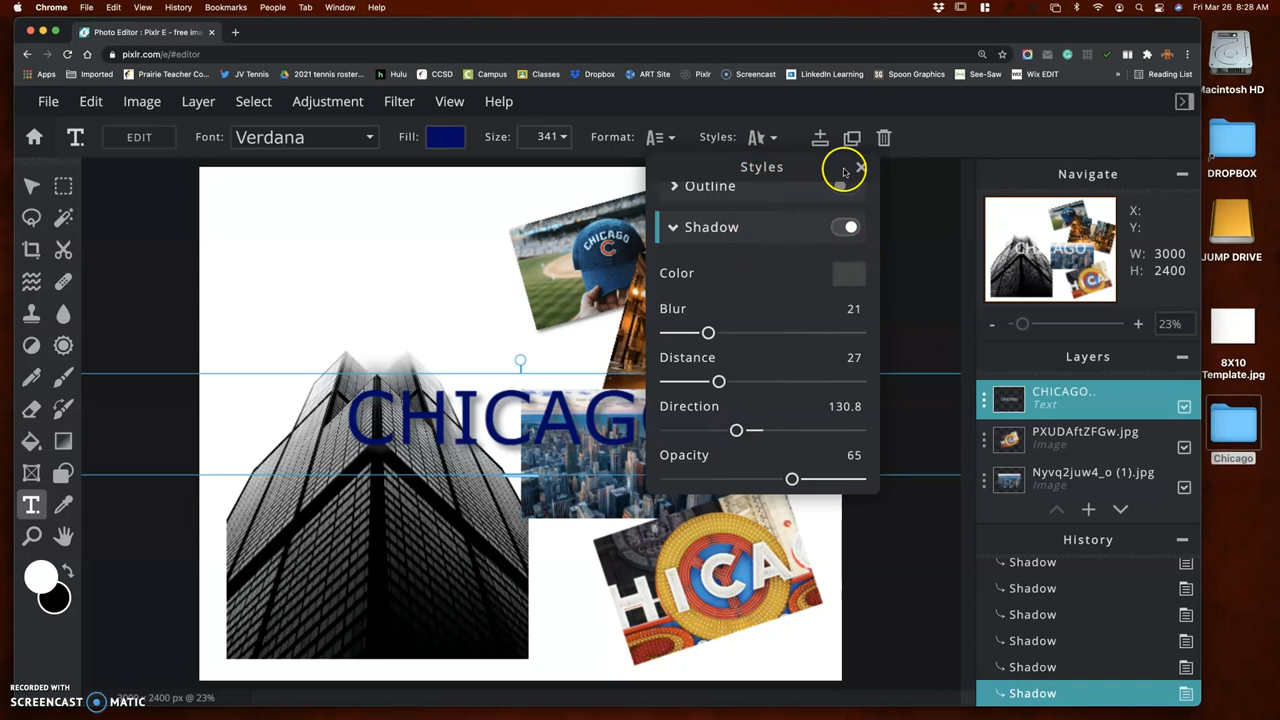 Chrome File Edit View History Bookmarks People Tab Window Help Fri Mar 26 8:28 AM
Photo Editor : Pixlr E - free ima
pixlr.com/e/#editor
Apps Imported Prairie Teacher Co... JV Tennis 2021 tennis roster... Hulu CCSD Campus Classes Dropbox ART Site Pixlr Screencast LinkedIn Learning Spoon Graphics See-Saw Wix EDIT » Reading List
File Edit Image Layer Select Adjustment Filter View Help
EDIT Font: Verdana Fill: Size: 341 Format: Styles:
Styles
Outline
Shadow
Color
Blur 21
Distance 27
Direction 130.8
Opacity 65
CHICAGO
CHICAG
HICAG
Navigate
X:
Y:
W: 3000
H: 2400
23%
Layers
CHICAGO..
Text
PXUDAftZFGw.jpg
Image
Nyvq2juw4_o (1).jpg
Image
History
Shadow
Shadow
Shadow
Shadow
Shadow
Shadow
Macintosh HD
DROPBOX
JUMP DRIVE
8X10
Template.jpg
Chicago
2400 px @ 23%
RECORDED WITH
SCREENCAST MATIC